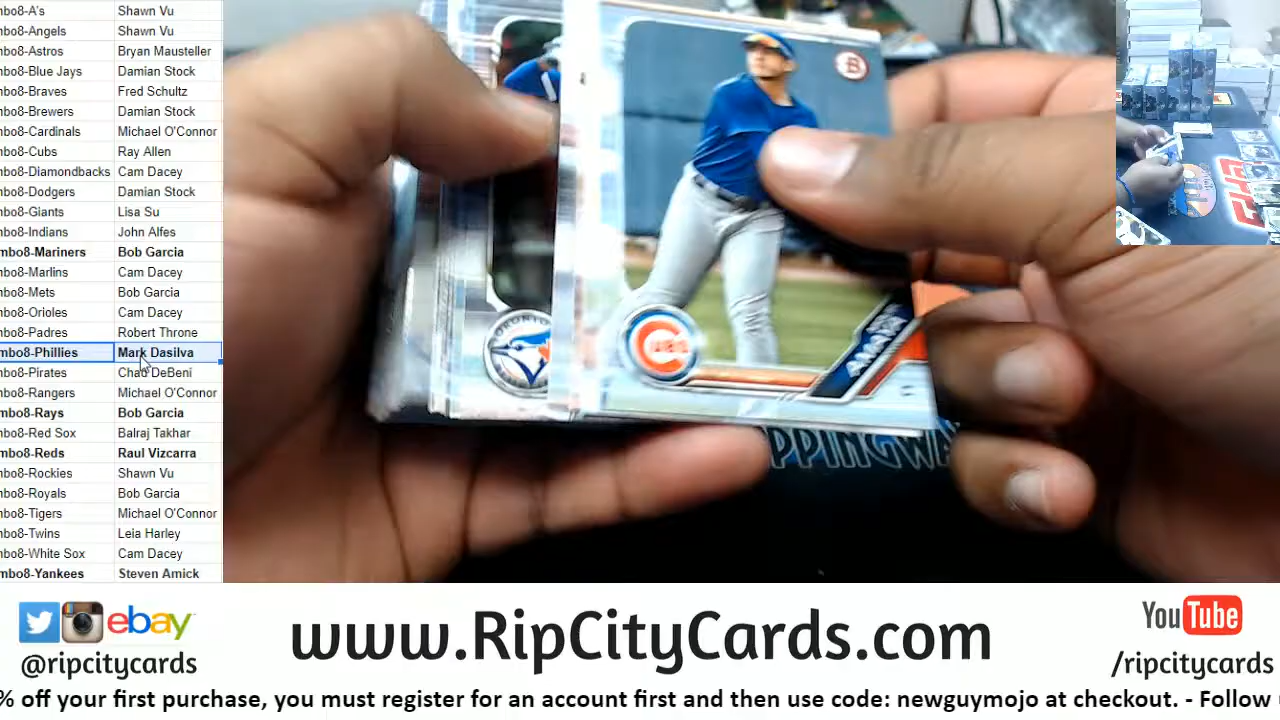 mbo8-A's Shawn Vu
mbo8-Angels Shawn Vu
mbo8-Astros Bryan Mausteller
mbo8-Blue Jays Damian Stock
mbo8-Braves Fred Schultz
mbo8-Brewers Damian Stock
mbo8-Cardinals Michael O'Connor
mbo8-Cubs Ray Allen
mbo8-Diamondbacks Cam Dacey
mbo8-Dodgers Damian Stock
mbo8-Giants Lisa Su
mbo8-Indians John Alfes
mbo8-Mariners Bob Garcia
mbo8-Marlins Cam Dacey
mbo8-Mets Bob Garcia
mbo8-Orioles Cam Dacey
mbo8-Padres Robert Throne
mbo8-Phillies Mark Dasilva
mbo8-Pirates Chad DeBeni
mbo8-Rangers Michael O'Connor
mbo8-Rays Bob Garcia
mbo8-Red Sox Balraj Takhar
mbo8-Reds Raul Vizcarra
mbo8-Rockies Shawn Vu
mbo8-Royals Bob Garcia
mbo8-Tigers Michael O'Connor
mbo8-Twins Leia Harley
mbo8-White Sox Cam Dacey
mbo8-Yankees Steven Amick
B
CUBS
AMAYA
ebay
@ripcitycards
www.RipCityCards.com
YouTube
/ripcitycards
% off your first purchase, you must register for an account first and then use code: newguymojo at checkout. - Follow